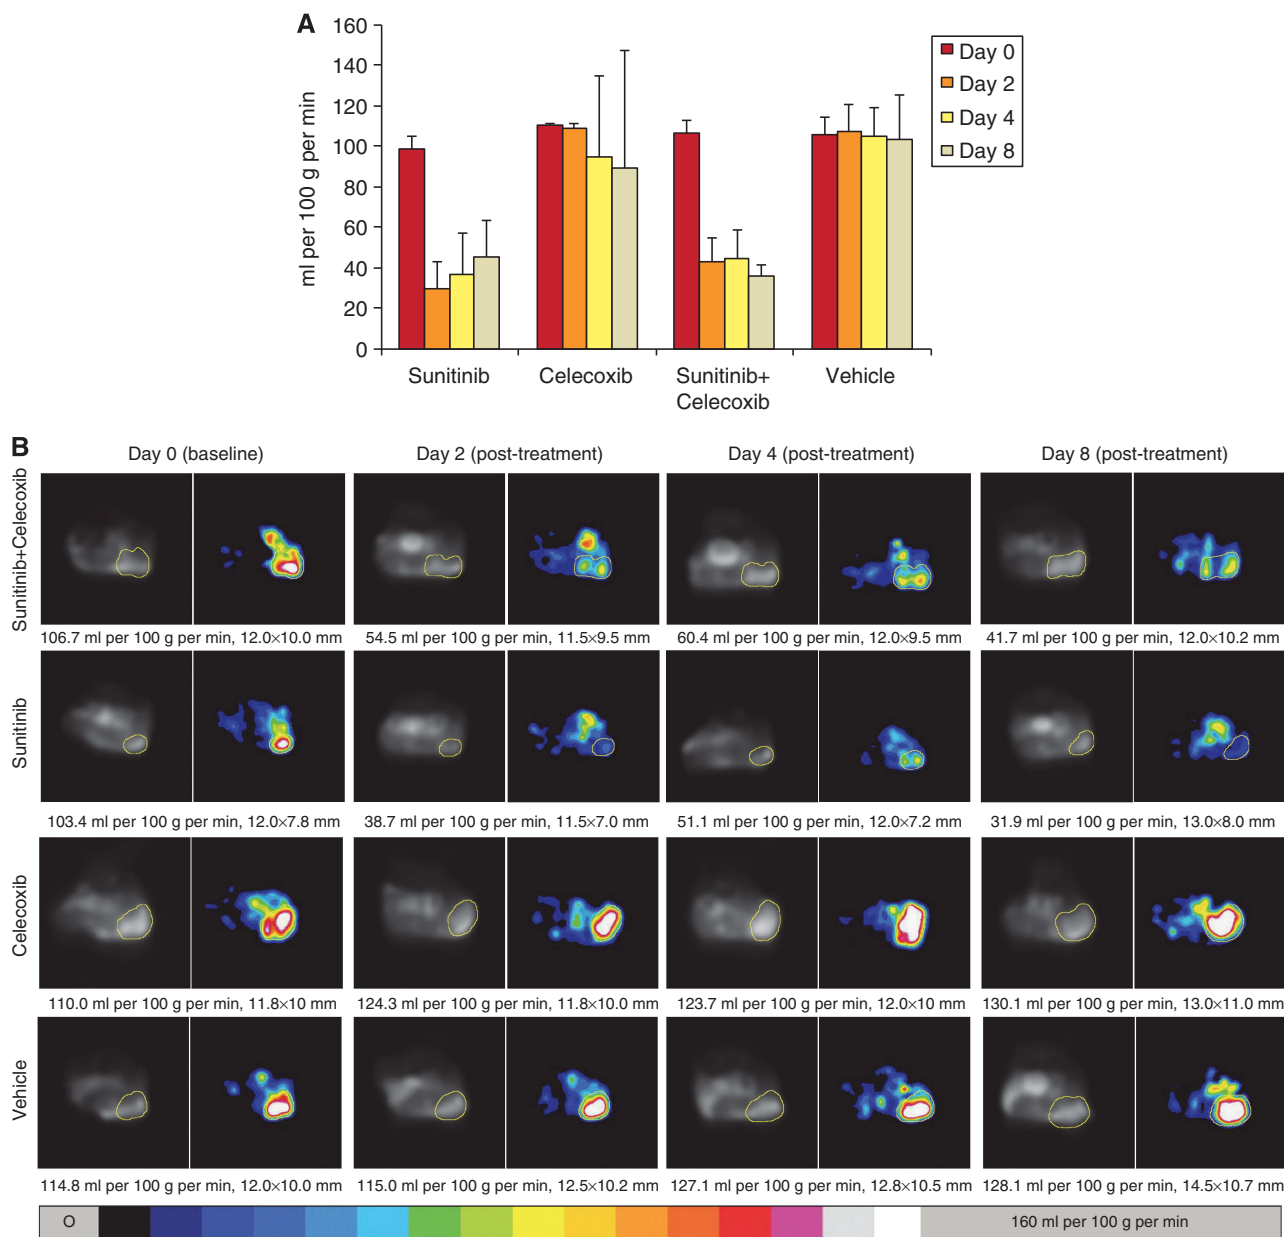 A
160
140
120
100
80
60
40
20
0
ml per 100 g per min
Sunitinib
Celecoxib
Sunitinib+
Celecoxib
Vehicle
Day 0
Day 2
Day 4
Day 8
B
Day 0 (baseline)
Day 2 (post-treatment)
Day 4 (post-treatment)
Day 8 (post-treatment)
Sunitinib+Celecoxib
106.7 ml per 100 g per min, 12.0×10.0 mm
54.5 ml per 100 g per min, 11.5×9.5 mm
60.4 ml per 100 g per min, 12.0×9.5 mm
41.7 ml per 100 g per min, 12.0×10.2 mm
Sunitinib
103.4 ml per 100 g per min, 12.0×7.8 mm
38.7 ml per 100 g per min, 11.5×7.0 mm
51.1 ml per 100 g per min, 12.0×7.2 mm
31.9 ml per 100 g per min, 13.0×8.0 mm
Celecoxib
110.0 ml per 100 g per min, 11.8×10 mm
124.3 ml per 100 g per min, 11.8×10.0 mm
123.7 ml per 100 g per min, 12.0×10 mm
130.1 ml per 100 g per min, 13.0×11.0 mm
Vehicle
114.8 ml per 100 g per min, 12.0×10.0 mm
115.0 ml per 100 g per min, 12.5×10.2 mm
127.1 ml per 100 g per min, 12.8×10.5 mm
128.1 ml per 100 g per min, 14.5×10.7 mm
O
160 ml per 100 g per min